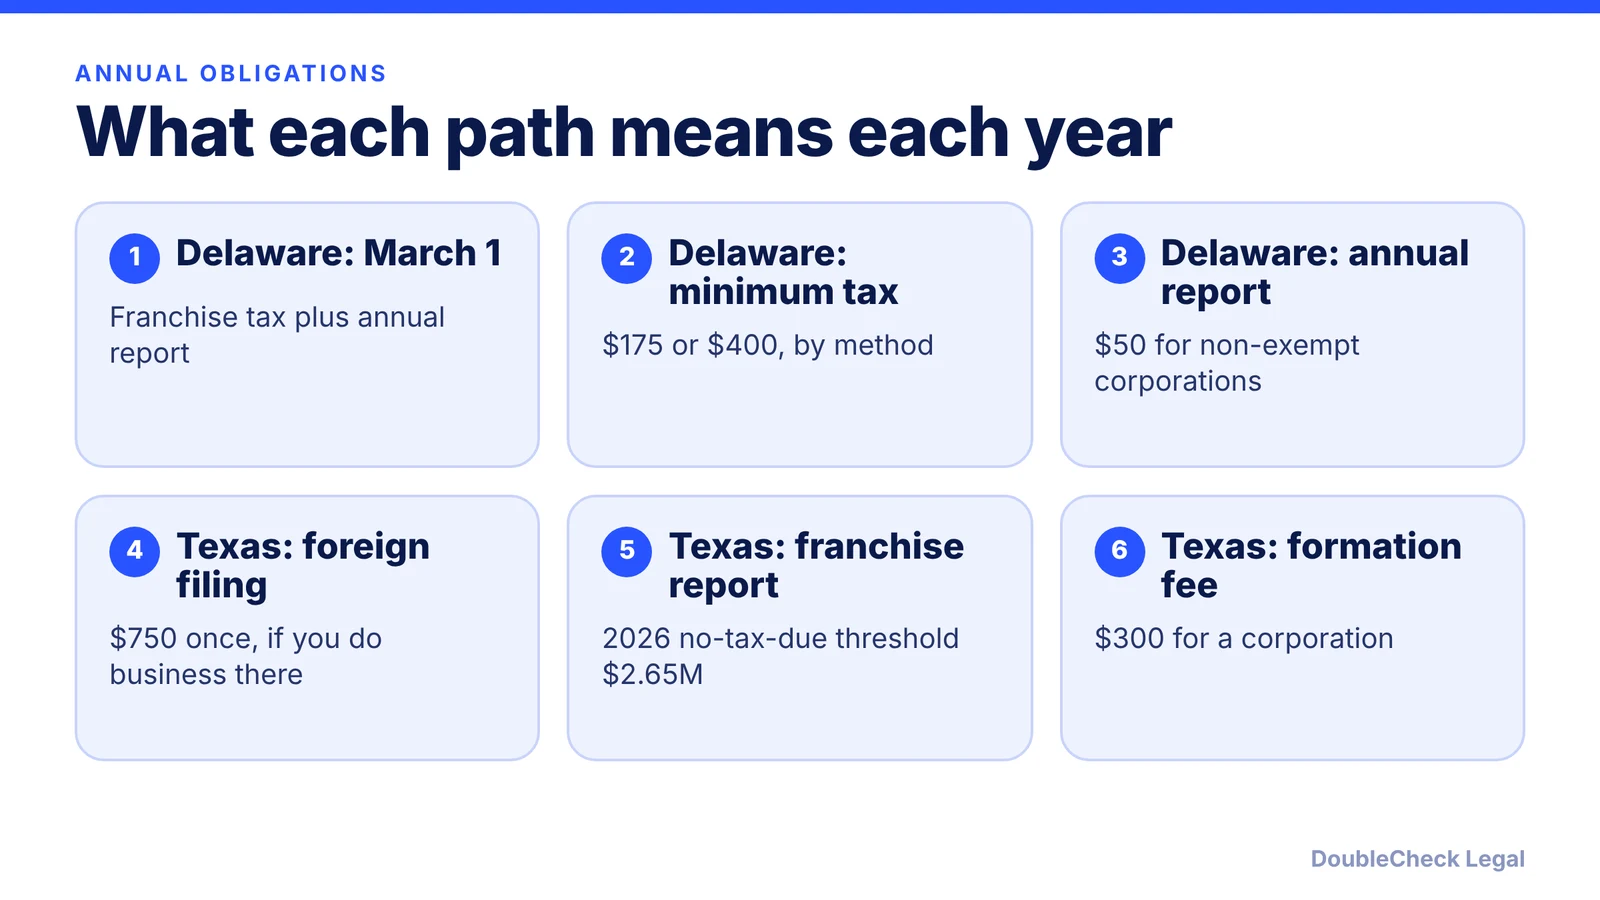 ANNUAL OBLIGATIONS
What each path means each year
1
Delaware: March 1
Franchise tax plus annual
report
2
Delaware:
minimum tax
$175 or $400, by method
3
Delaware: annual
report
$50 for non-exempt
corporations
4
Texas: foreign
filing
$750 once, if you do
business there
5
Texas: franchise
report
2026 no-tax-due threshold
$2.65M
6
Texas: formation
fee
$300 for a corporation
DoubleCheck Legal